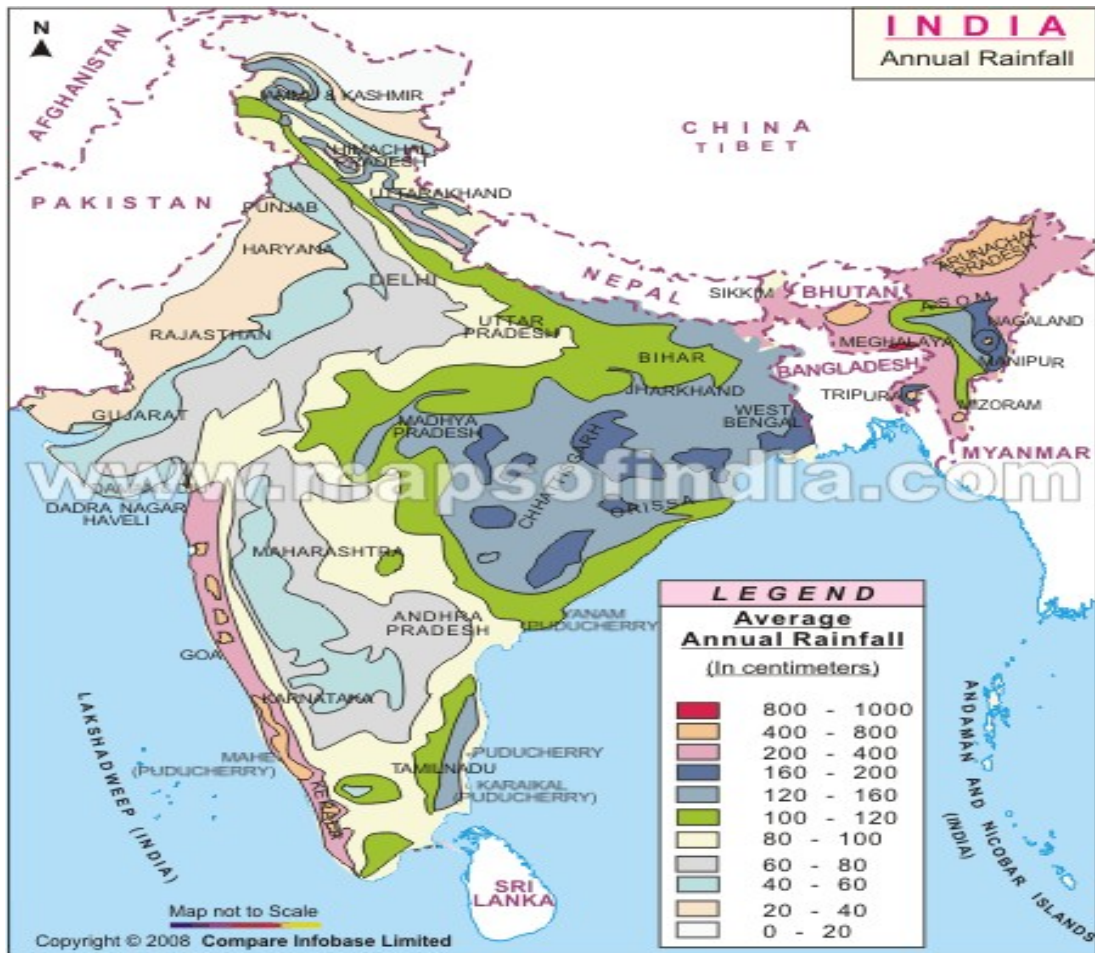 N
INDIA
Annual Rainfall
AFGHANISTAN
JAMMU & KASHMIR
CHINA
TIBET
HIMACHAL
PRADESH
PAKISTAN
UTTARAKHAND
PUNJAB
HARYANA
DELHI
NEPAL
SIKKIM
BHUTAN
ARUNACHAL
PRADESH
ASOM
NAGALAND
RAJASTHAN
UTTAR
PRADESH
BIHAR
MEGHALAYA
BANGLADESH
MANIPUR
JHARKHAND
TRIPURA
MIZORAM
GUJARAT
MADHYA
PRADESH
WEST
BENGAL
MYANMAR
www.mapsofindia.com
CHHATTISGARH
ORISSA
DADRA NAGAR
HAVELI
MAHARASHTRA
ANDHRA
PRADESH
YANAM
(PUDUCHERRY)
GOA
KARNATAKA
LAKSHADWEEP (INDIA)
MAHE
(PUDUCHERRY)
KERALA
TAMILNADU
PUDUCHERRY
KARAIKAL
(PUDUCHERRY)
SRI
LANKA
ANDAMAN AND NICOBAR ISLANDS
(INDIA)
LEGEND
Average
Annual Rainfall
(In centimeters)
800 - 1000
400 - 800
200 - 400
160 - 200
120 - 160
100 - 120
80 - 100
60 - 80
40 - 60
20 - 40
0 - 20
Map not to Scale
Copyright © 2008 Compare Infobase Limited